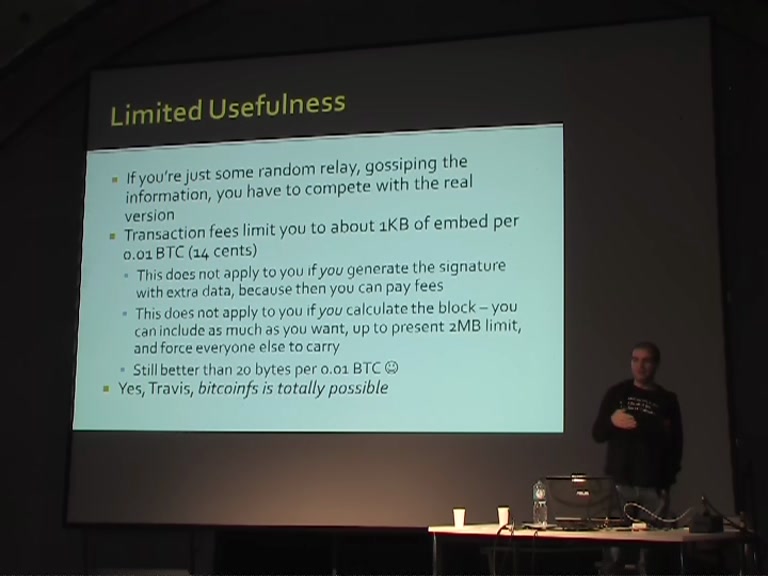 Limited Usefulness
If you're just some random relay, gossiping the
information, you have to compete with the real
version
Transaction fees limit you to about 1KB of embed per
0.01 BTC (14 cents)
This does not apply to you if you generate the signature
with extra data, because then you can pay fees
This does not apply to you if you calculate the block – you
can include as much as you want, up to present 2MB limit,
and force everyone else to carry
Still better than 20 bytes per 0.01 BTC ☺
Yes, Travis, bitcoinfs is totally possible